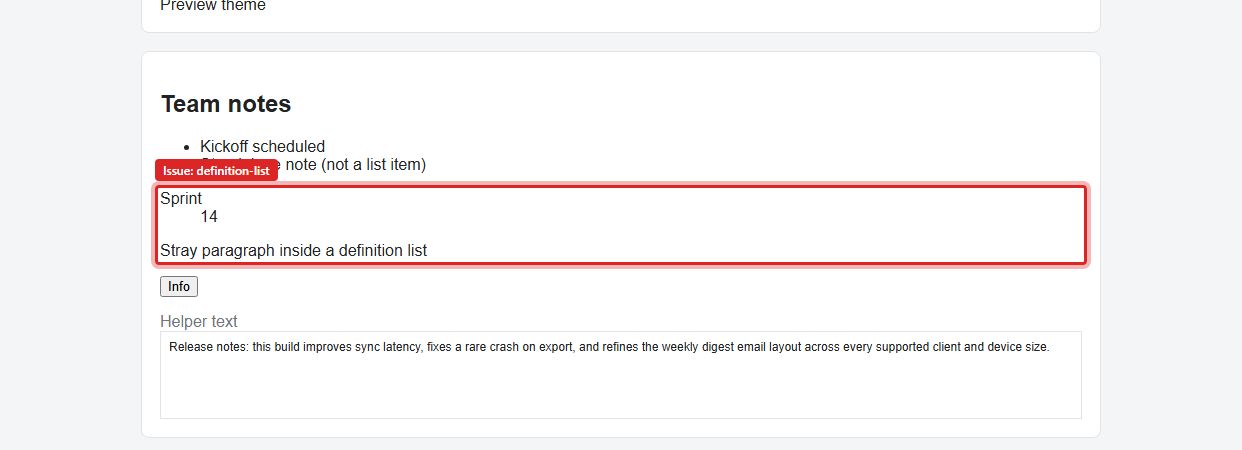 Preview theme
Team notes
Kickoff scheduled
note (not a list item)
Issue: definition-list
Sprint
14
Stray paragraph inside a definition list
Info
Helper text
Release notes: this build improves sync latency, fixes a rare crash on export, and refines the weekly digest email layout across every supported client and device size.